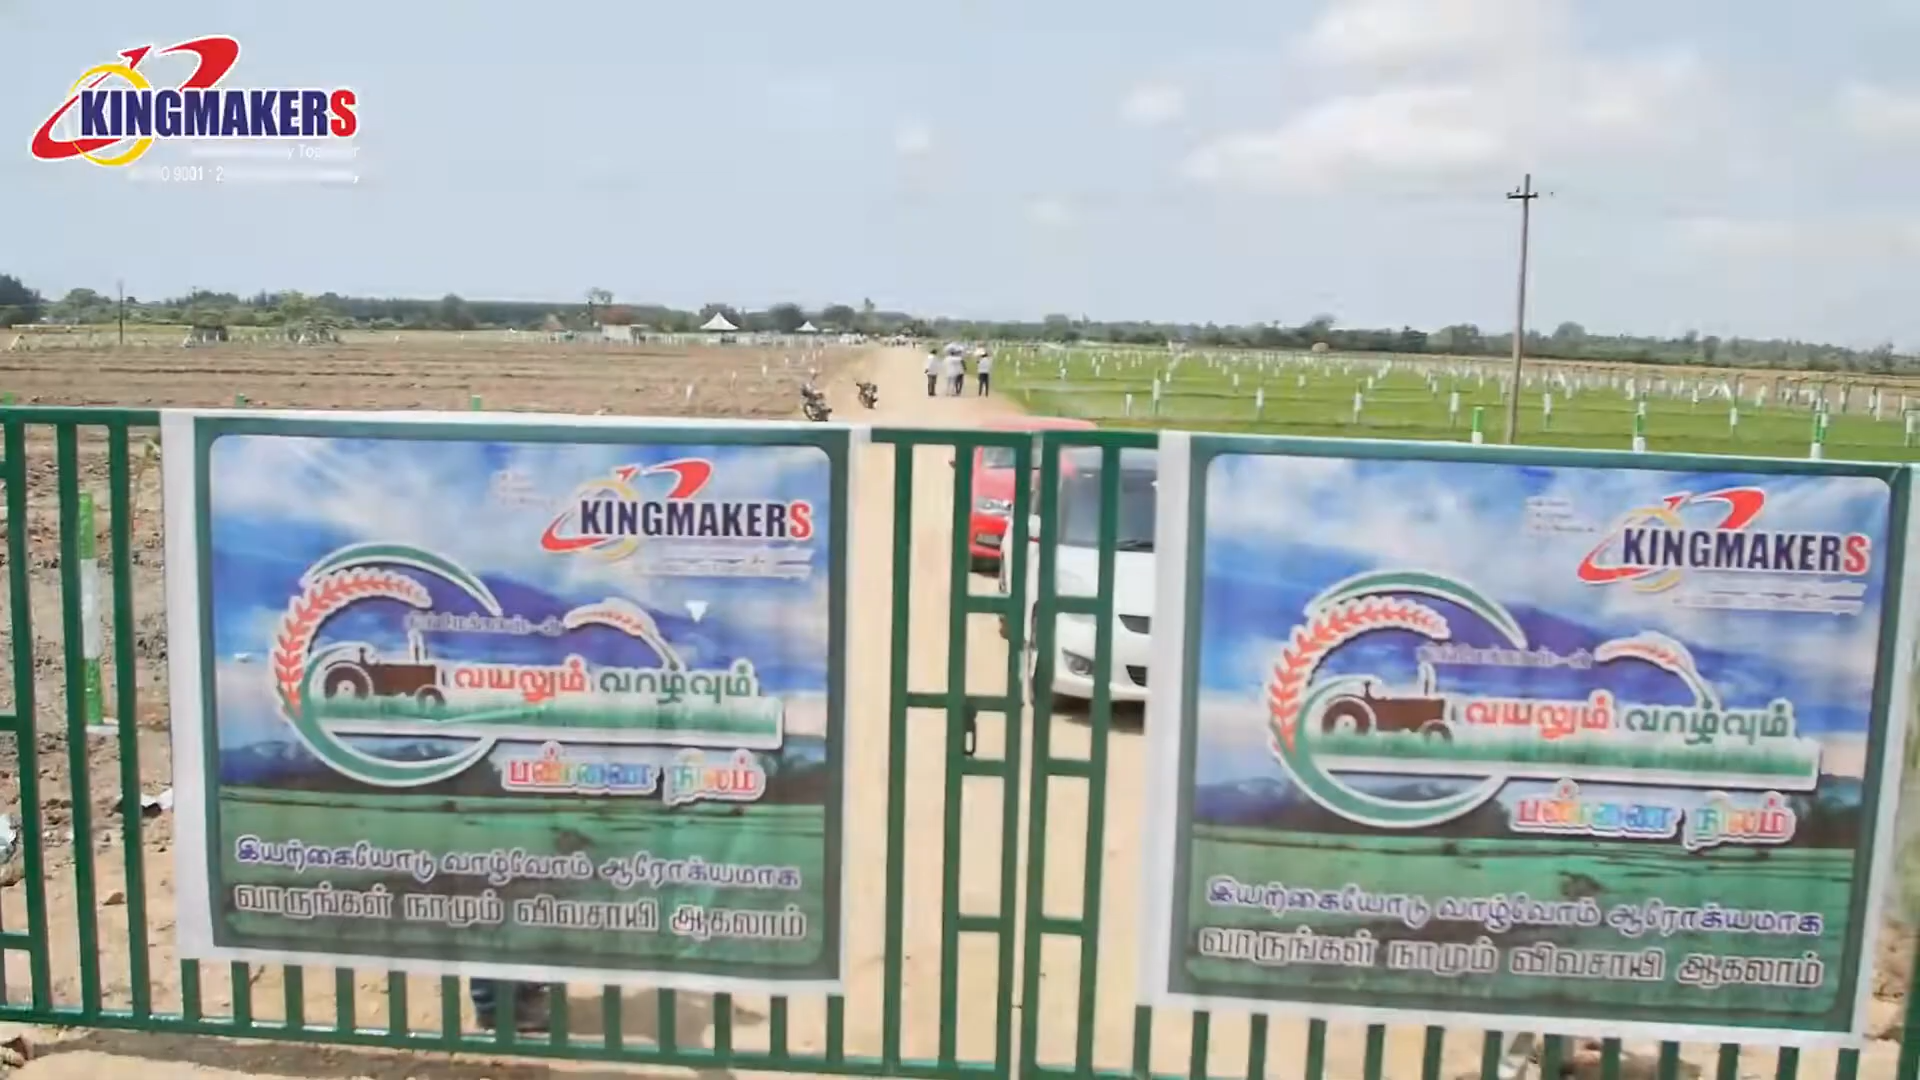 KINGMAKERS
KINGMAKERS
வயலும் வாழ்வும்
பண்ணை நிலம்
இயற்கையோடு வாழ்வோம் ஆரோக்யமாக
வாருங்கள் நாமும் விவசாயி ஆகலாம்
KINGMAKERS
வயலும் வாழ்வும்
பண்ணை நிலம்
இயற்கையோடு வாழ்வோம் ஆரோக்யமாக
வாருங்கள் நாமும் விவசாயி ஆகலாம்